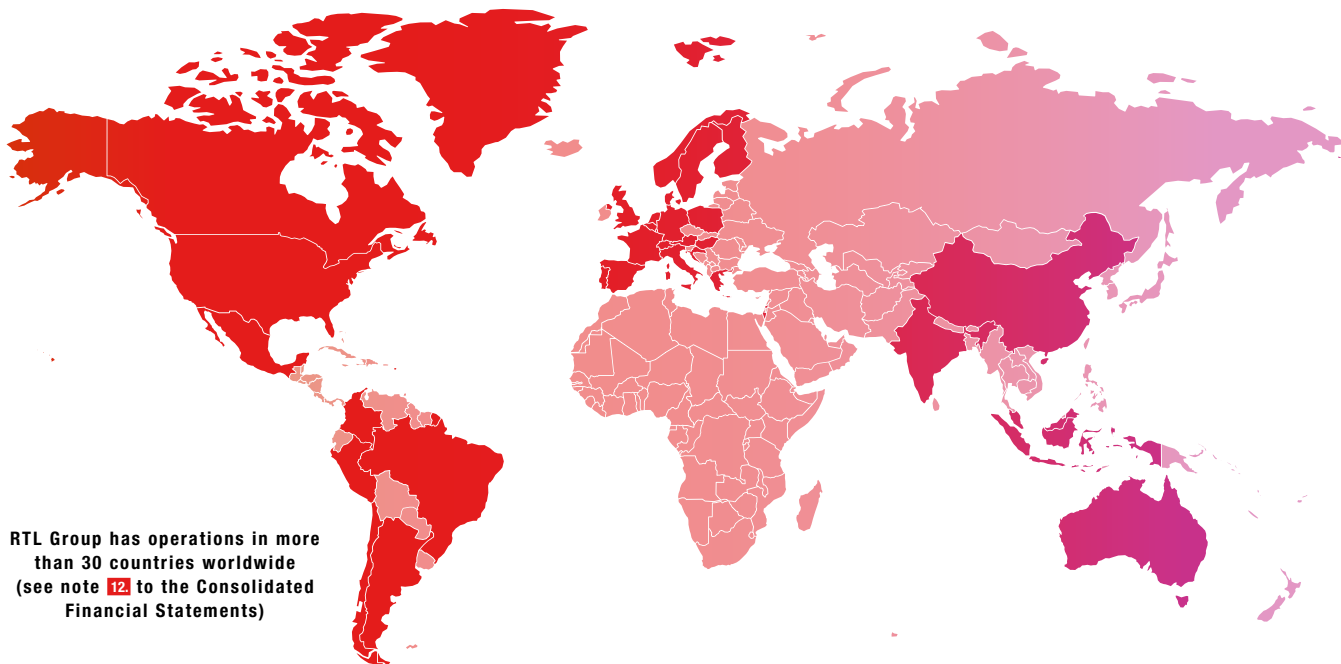 RTL Group has operations in more
than 30 countries worldwide
(see note 12. to the Consolidated
Financial Statements)